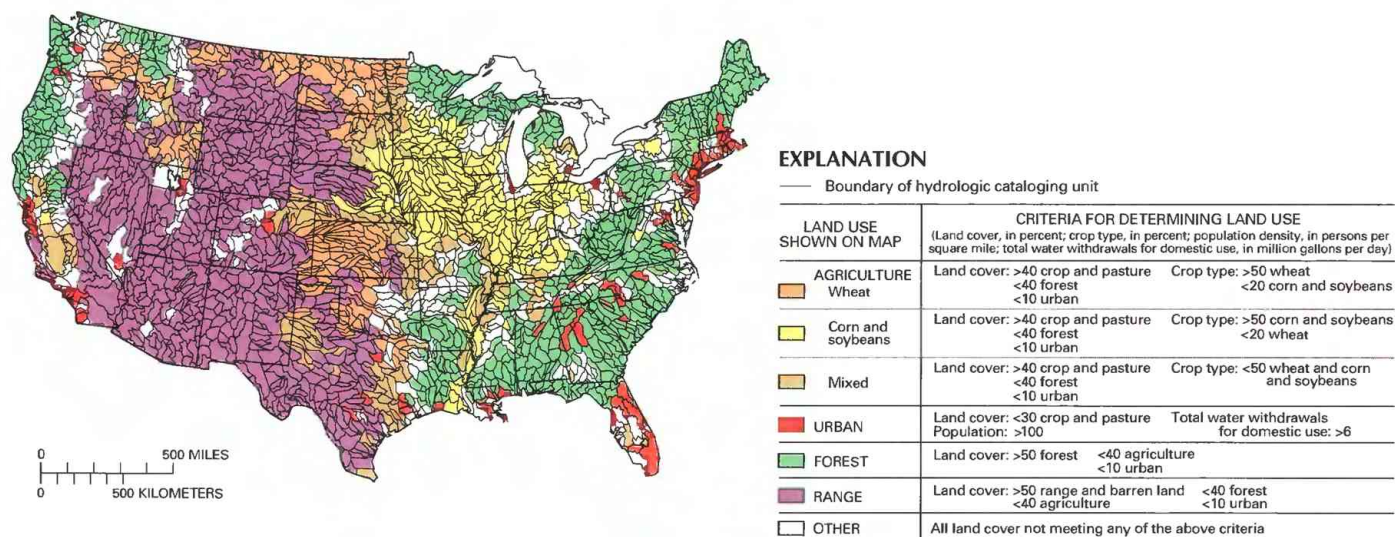 EXPLANATION
Boundary of hydrologic cataloging unit
LAND USE
SHOWN ON MAP
CRITERIA FOR DETERMINING LAND USE
(Land cover, in percent; crop type, in percent; population density, in persons per
square mile; total water withdrawals for domestic use, in million gallons per day)
AGRICULTURE
Wheat
Land cover: >40 crop and pasture Crop type: >50 wheat
<40 forest <20 corn and soybeans
<10 urban
Corn and
soybeans
Land cover: >40 crop and pasture Crop type: >50 corn and soybeans
<40 forest <20 wheat
<10 urban
Mixed
Land cover: >40 crop and pasture Crop type: <50 wheat and corn
<40 forest and soybeans
<10 urban
URBAN
Land cover: <30 crop and pasture Total water withdrawals
Population: >100 for domestic use: >6
FOREST
Land cover: >50 forest <40 agriculture
<10 urban
RANGE
Land cover: >50 range and barren land <40 forest
<40 agriculture <10 urban
OTHER
All land cover not meeting any of the above criteria
0 500 MILES
0 500 KILOMETERS